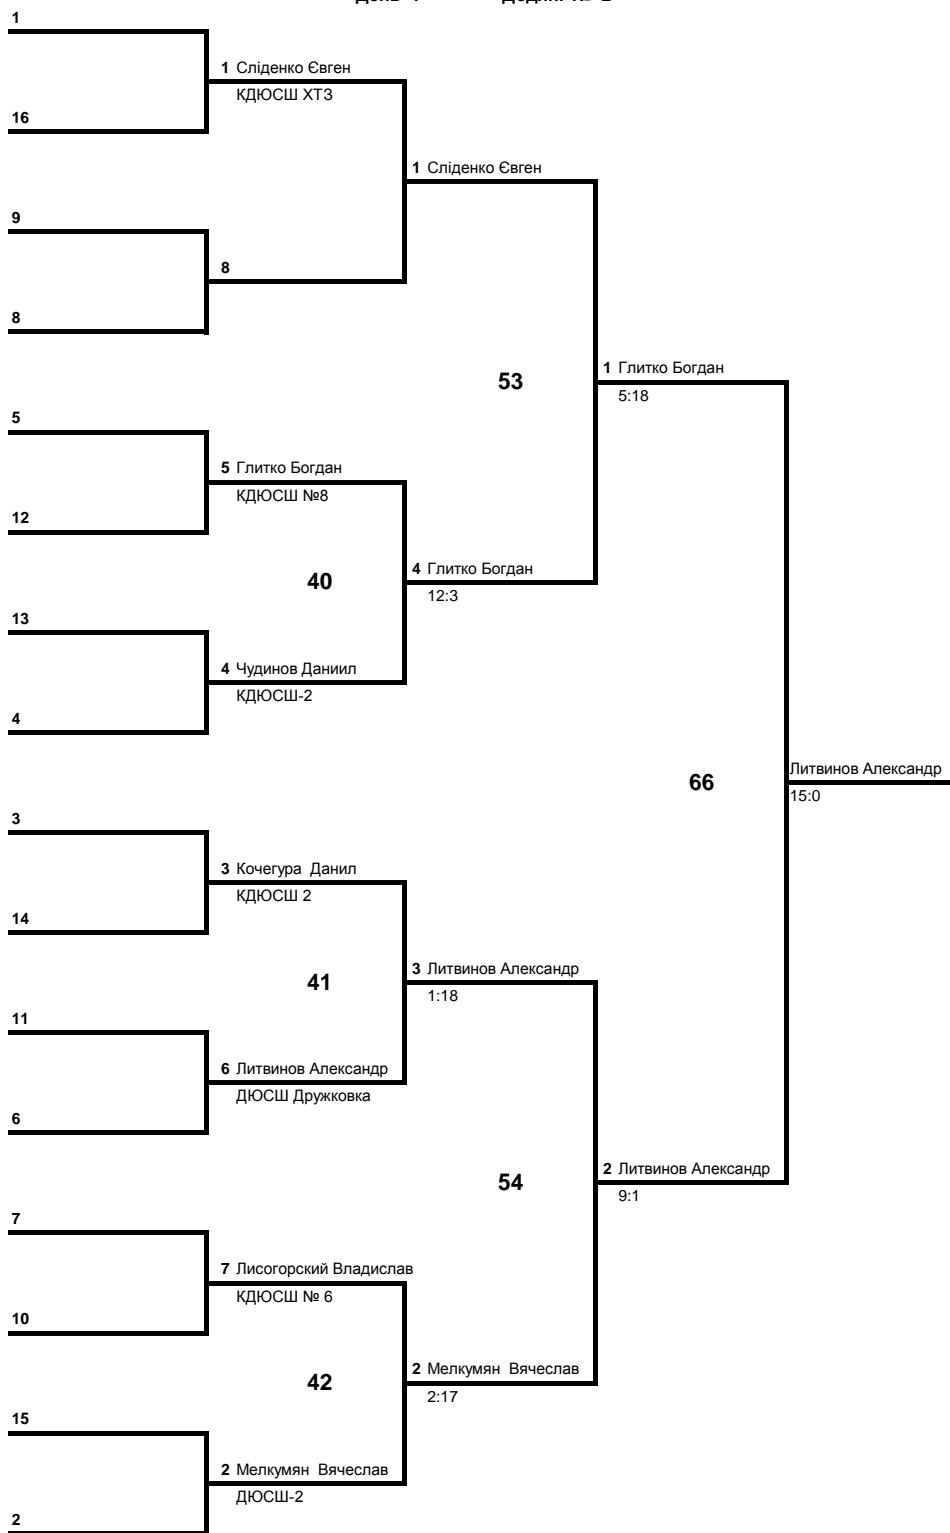 1
1 Сліденко Євген
КДЮСШ ХТЗ
16
1 Сліденко Євген
9
8
8
53
1 Глитко Богдан
5:18
5
5 Глитко Богдан
КДЮСШ №8
12
40
4 Глитко Богдан
12:3
13
4 Чудинов Даниил
КДЮСШ-2
4
66
Литвинов Александр
15:0
3
3 Кочегура Данил
КДЮСШ 2
14
41
3 Литвинов Александр
1:18
11
6 Литвинов Александр
ДЮСШ Дружковка
6
54
2 Литвинов Александр
9:1
7
7 Лисогорский Владислав
КДЮСШ № 6
10
42
2 Мелкумян Вячеслав
2:17
15
2 Мелкумян Вячеслав
ДЮСШ-2
2